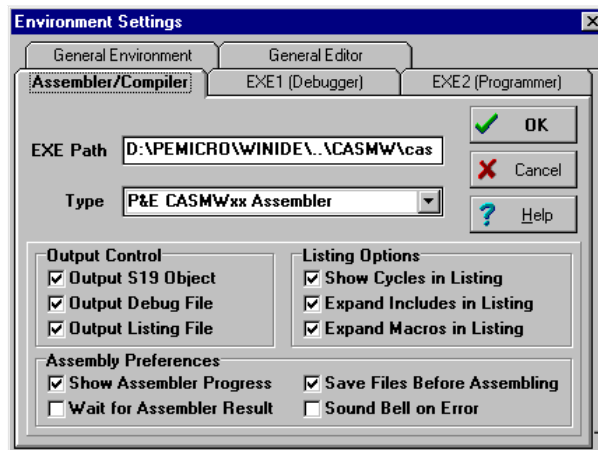 Environment Settings
General Environment General Editor
Assembler/Compiler EXE1 (Debugger) EXE2 (Programmer)
OK
EXE Path D:\PEMICRO\WINIDE\..\CASMW\cas
Cancel
Type P&E CASMWxx Assembler
Help
Output Control Listing Options
Output S19 Object Show Cycles in Listing
Output Debug File Expand Includes in Listing
Output Listing File Expand Macros in Listing
Assembly Preferences
Show Assembler Progress Save Files Before Assembling
Wait for Assembler Result Sound Bell on Error